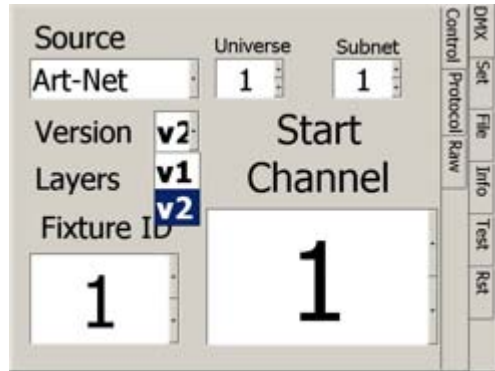 Source
Universe
Subnet
Art-Net
1
1
Version
v2
Start
Channel
Layers
v1
v2
Fixture ID
1
1
Control
Protocol
Raw
DMX
Set
File
Info
Test
Rst